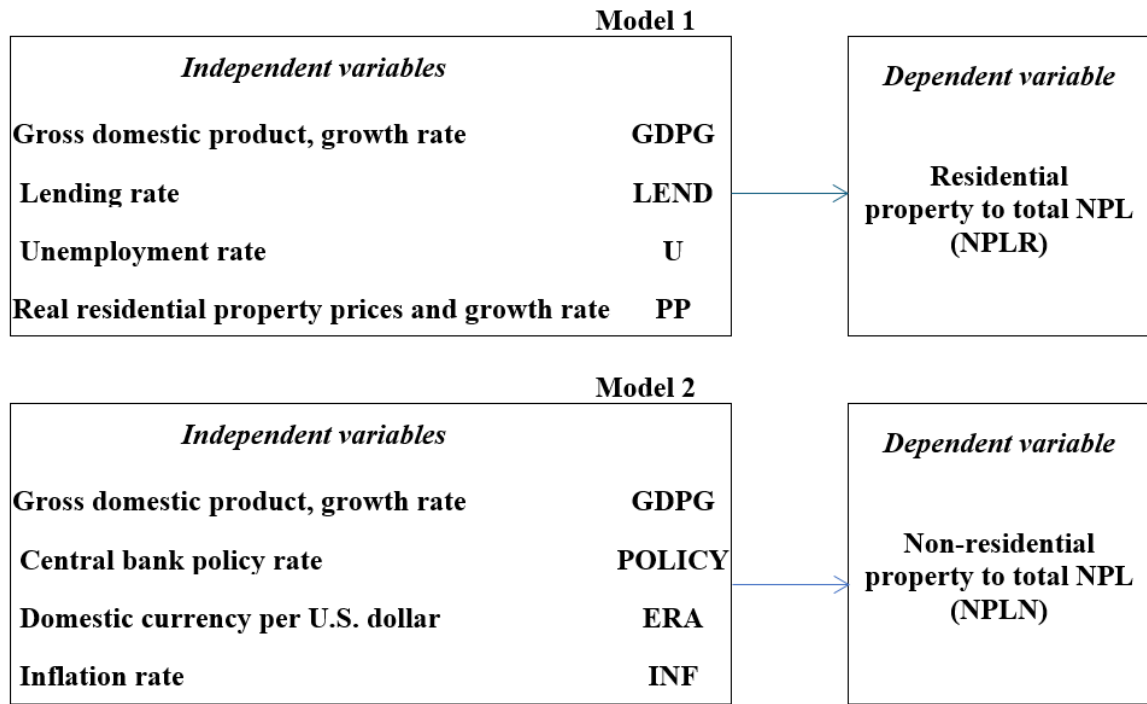 Model 1
Independent variables
Gross domestic product, growth rate GDPG
Lending rate LEND
Unemployment rate U
Real residential property prices and growth rate PP
Dependent variable
Residential
property to total NPL
(NPLR)
Model 2
Independent variables
Gross domestic product, growth rate GDPG
Central bank policy rate POLICY
Domestic currency per U.S. dollar ERA
Inflation rate INF
Dependent variable
Non-residential
property to total NPL
(NPLN)